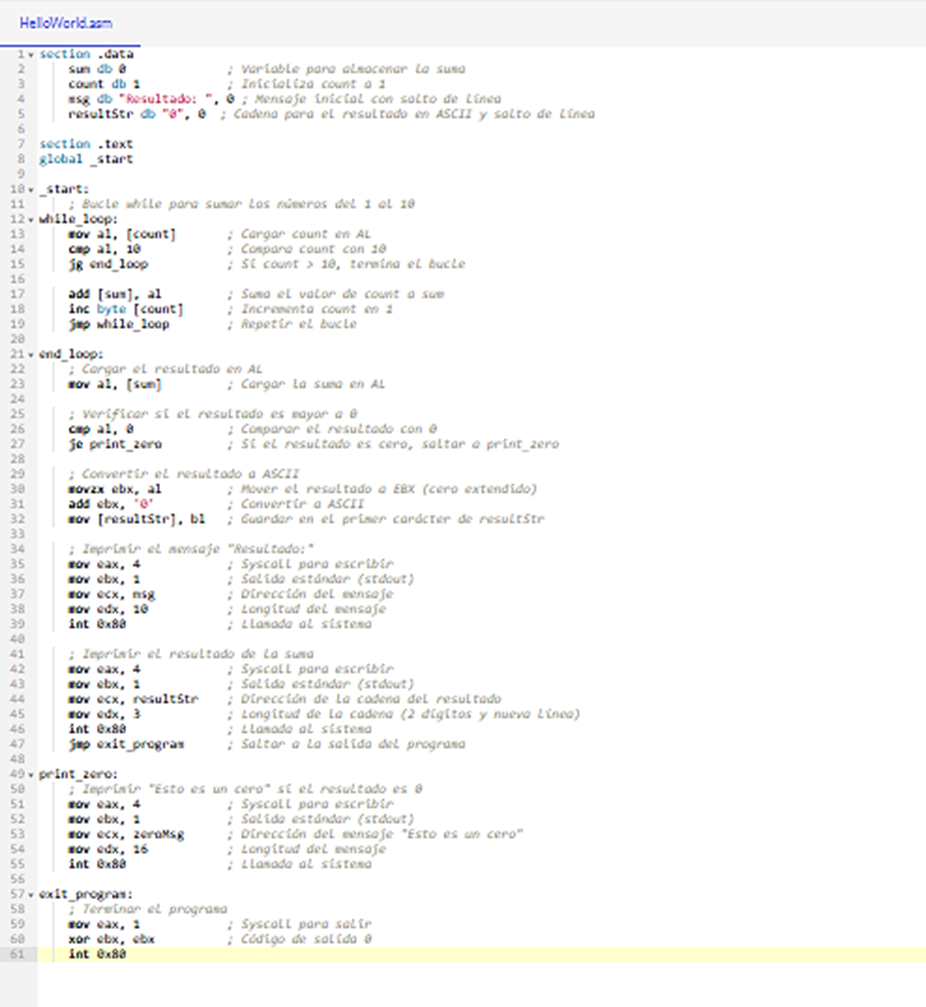 HelloWorld.asm
1 section .data
2 sum db 0 ; Variable para almacenar la suma
3 count db 1 ; Inicializa count a 1
4 msg db "Resultado: ", 0 ; Mensaje inicial con salto de línea
5 resultStr db "0", 0 ; Cadena para el resultado en ASCII y salto de línea
6
7 section .text
8 global _start
9
10 _start:
11 ; Bucle while para sumar los números del 1 al 10
12 while_loop:
13 mov al, [count] ; Cargar count en AL
14 cmp al, 10 ; Compara count con 10
15 jg end_loop ; Si count > 10, termina el bucle
16
17 add [sum], al ; Suma el valor de count a sum
18 inc byte [count] ; Incrementa count en 1
19 jmp while_loop ; Repetir el bucle
20
21 end_loop:
22 ; Cargar el resultado en AL
23 mov al, [sum] ; Cargar la suma en AL
24
25 ; Verificar si el resultado es mayor a 0
26 cmp al, 0 ; Comparar el resultado con 0
27 je print_zero ; Si el resultado es cero, saltar a print_zero
28
29 ; Convertir el resultado a ASCII
30 movzx ebx, al ; Mover el resultado a EBX (cero extendido)
31 add ebx, '0' ; Convertir a ASCII
32 mov [resultStr], bl ; Guardar en el primer carácter de resultStr
33
34 ; Imprimir el mensaje "Resultado:"
35 mov eax, 4 ; Syscall para escribir
36 mov ebx, 1 ; Salida estándar (stdout)
37 mov ecx, msg ; Dirección del mensaje
38 mov edx, 10 ; Longitud del mensaje
39 int 0x80 ; Llamada al sistema
40
41 ; Imprimir el resultado de la suma
42 mov eax, 4 ; Syscall para escribir
43 mov ebx, 1 ; Salida estándar (stdout)
44 mov ecx, resultStr ; Dirección de la cadena del resultado
45 mov edx, 3 ; Longitud de la cadena (2 dígitos y nueva línea)
46 int 0x80 ; Llamada al sistema
47 jmp exit_program ; Saltar a la salida del programa
48
49 print_zero:
50 ; Imprimir "Esto es un cero" si el resultado es 0
51 mov eax, 4 ; Syscall para escribir
52 mov ebx, 1 ; Salida estándar (stdout)
53 mov ecx, zeroMsg ; Dirección del mensaje "Esto es un cero"
54 mov edx, 16 ; Longitud del mensaje
55 int 0x80 ; Llamada al sistema
56
57 exit_program:
58 ; Terminar el programa
59 mov eax, 1 ; Syscall para salir
60 xor ebx, ebx ; Código de salida 0
61 int 0x80